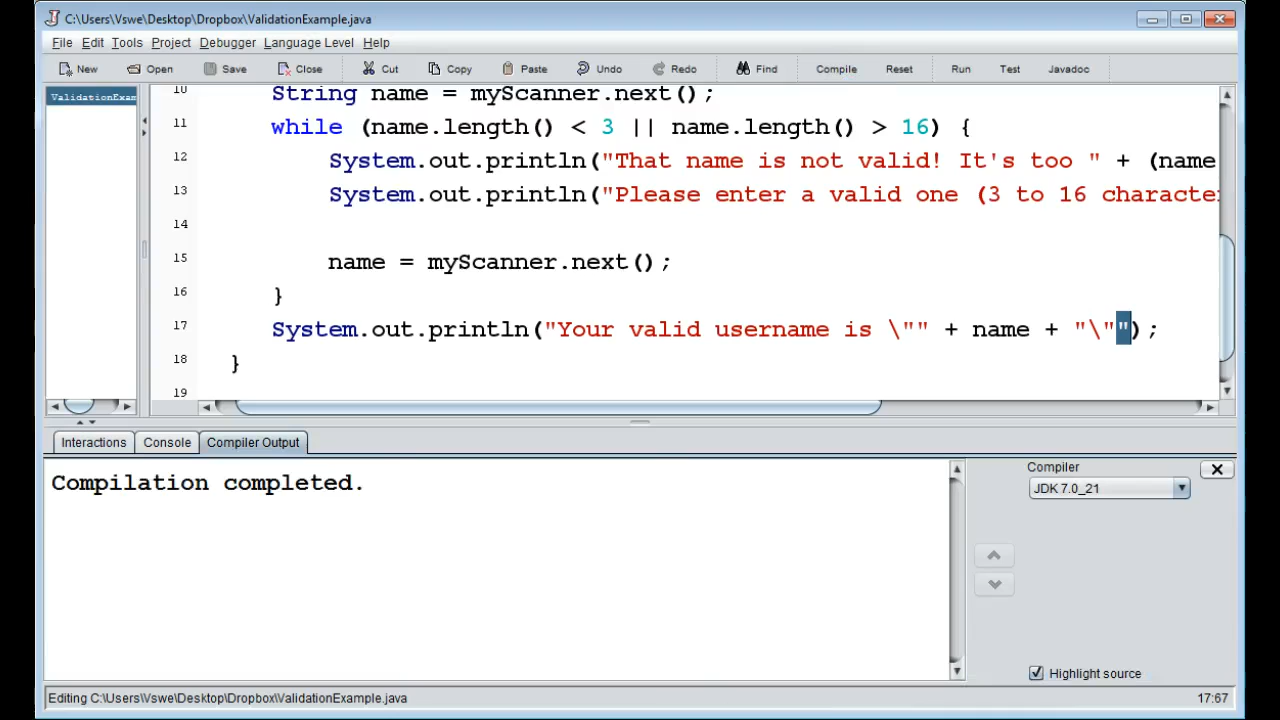 C:\Users\Vswe\Desktop\Dropbox\ValidationExample.java
File Edit Tools Project Debugger Language Level Help
New Open Save Close Cut Copy Paste Undo Redo Find Compile Reset Run Test Javadoc
ValidationExam
10 String name = myScanner.next();
11 while (name.length() < 3 || name.length() > 16) {
12 System.out.println("That name is not valid! It's too " + (name
13 System.out.println("Please enter a valid one (3 to 16 characte
14
15 name = myScanner.next();
16 }
17 System.out.println("Your valid username is \"" + name + "\"");
18 }
19
Interactions Console Compiler Output
Compilation completed.
Compiler
JDK 7.0_21
Highlight source
Editing C:\Users\Vswe\Desktop\Dropbox\ValidationExample.java 17:67